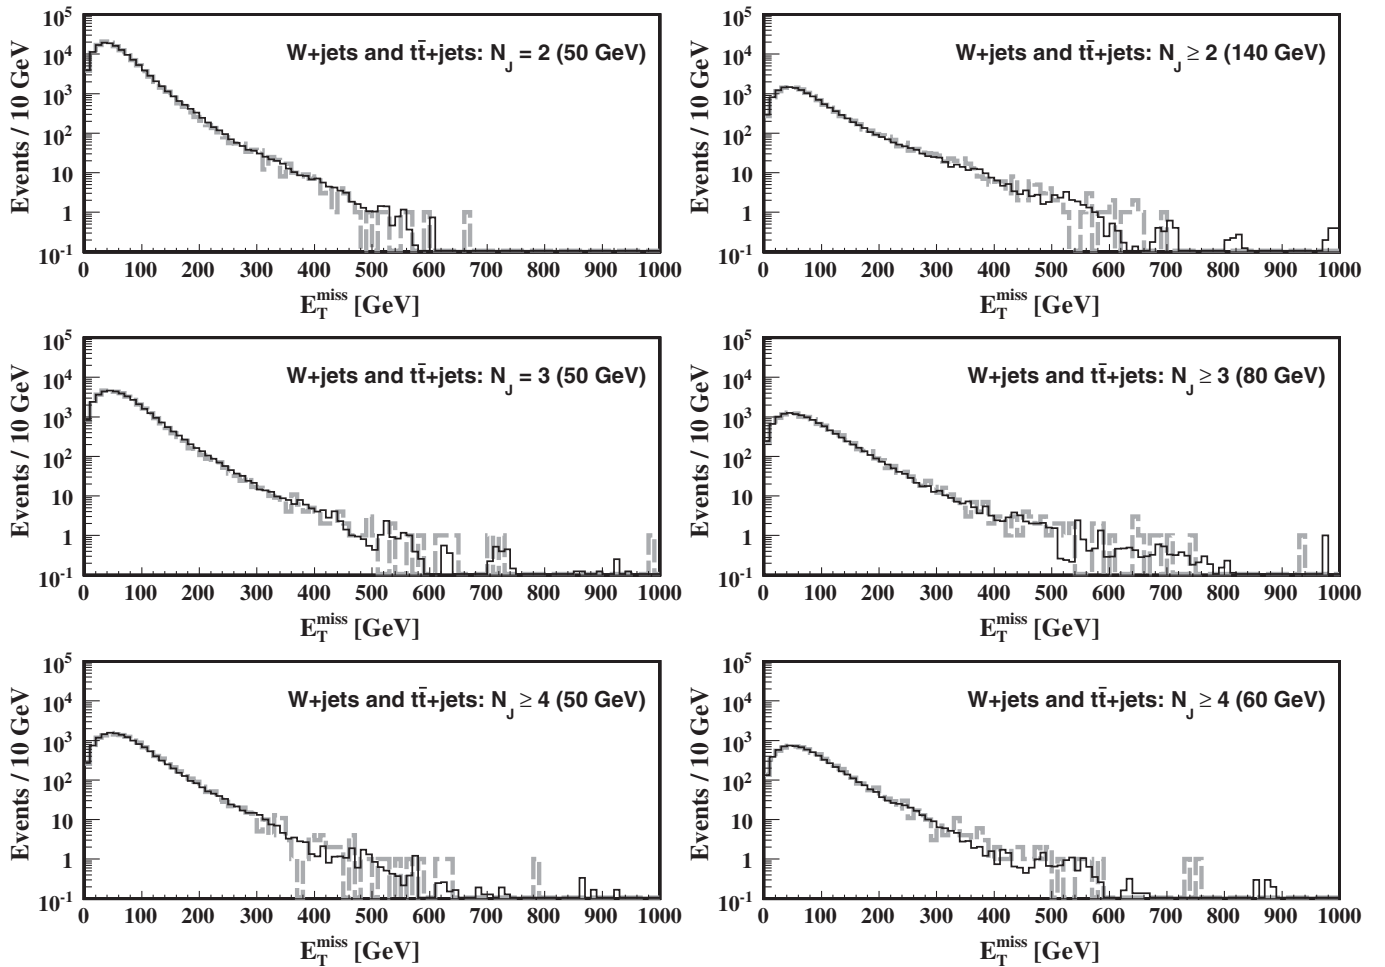 W+jets and tt̄+jets: N_J = 2 (50 GeV)
Events / 10 GeV
10^5
10^4
10^3
10^2
10
1
10^-1
0 100 200 300 400 500 600 700 800 900 1000
E_T^miss [GeV]
W+jets and tt̄+jets: N_J ≥ 2 (140 GeV)
Events / 10 GeV
10^5
10^4
10^3
10^2
10
1
10^-1
0 100 200 300 400 500 600 700 800 900 1000
E_T^miss [GeV]
W+jets and tt̄+jets: N_J = 3 (50 GeV)
Events / 10 GeV
10^5
10^4
10^3
10^2
10
1
10^-1
0 100 200 300 400 500 600 700 800 900 1000
E_T^miss [GeV]
W+jets and tt̄+jets: N_J ≥ 3 (80 GeV)
Events / 10 GeV
10^5
10^4
10^3
10^2
10
1
10^-1
0 100 200 300 400 500 600 700 800 900 1000
E_T^miss [GeV]
W+jets and tt̄+jets: N_J ≥ 4 (50 GeV)
Events / 10 GeV
10^5
10^4
10^3
10^2
10
1
10^-1
0 100 200 300 400 500 600 700 800 900 1000
E_T^miss [GeV]
W+jets and tt̄+jets: N_J ≥ 4 (60 GeV)
Events / 10 GeV
10^5
10^4
10^3
10^2
10
1
10^-1
0 100 200 300 400 500 600 700 800 900 1000
E_T^miss [GeV]